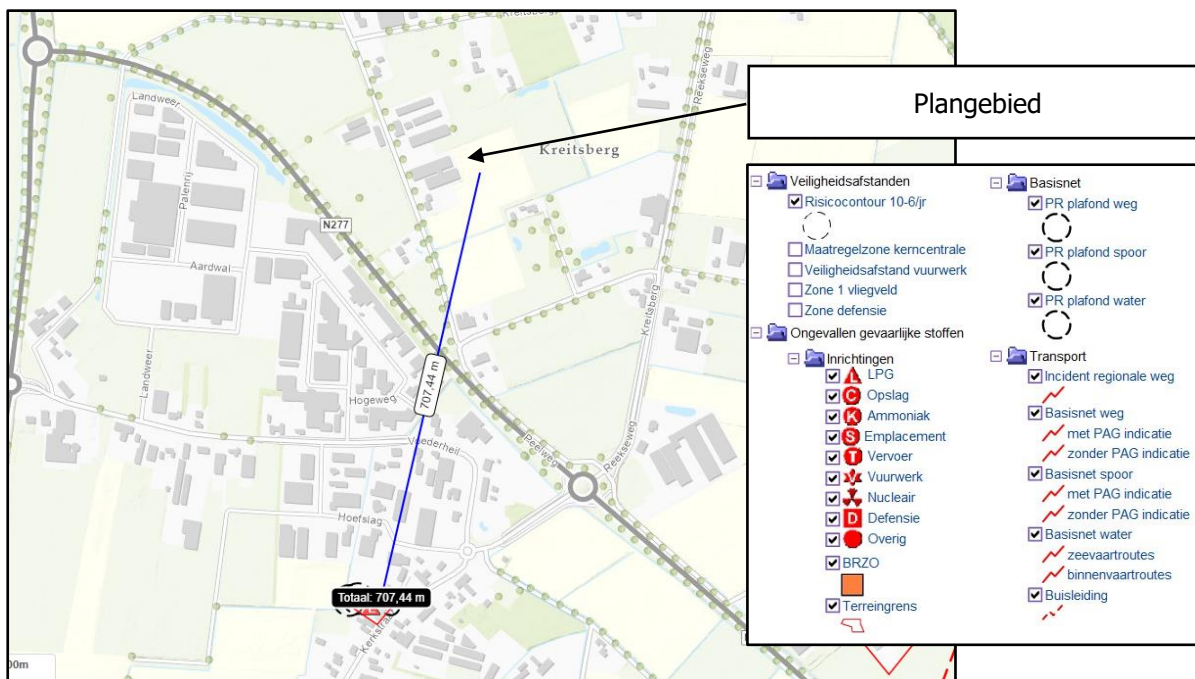 Landweer
Palenrij
Aardwal
Landweer
N277
Hogeweg
Voederheil
Hoefslag
Kerkstraat
Peelweg
Reekseweg
Reekseweg
Kreitsberg
Kreitsberg
707,44 m
Totaal: 707,44 m
00m
Plangebied
Veiligheidsafstanden
Risicocontour 10-6/jr
Maatregelzone kerncentrale
Veiligheidsafstand vuurwerk
Zone 1 vliegveld
Zone defensie
Ongevallen gevaarlijke stoffen
Inrichtingen
L LPG
C Opslag
K Ammoniak
S Emplacement
T Vervoer
V Vuurwerk
Nucleair
D Defensie
Overig
BRZO
Terreingrens
Basisnet
PR plafond weg
PR plafond spoor
PR plafond water
Transport
Incident regionale weg
Basisnet weg
met PAG indicatie
zonder PAG indicatie
Basisnet spoor
met PAG indicatie
zonder PAG indicatie
Basisnet water
zeevaartroutes
binnenvaartroutes
Buisleiding